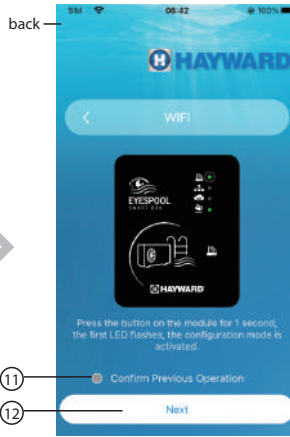 back
SIM 08:42 100%
HAYWARD
WIFI
EYESPOOL
SMART BOX
HAYWARD
Press the button on the module for 1 second,
the first LED flashes, the configuration mode is
activated.
11 Confirm Previous Operation
12 Next